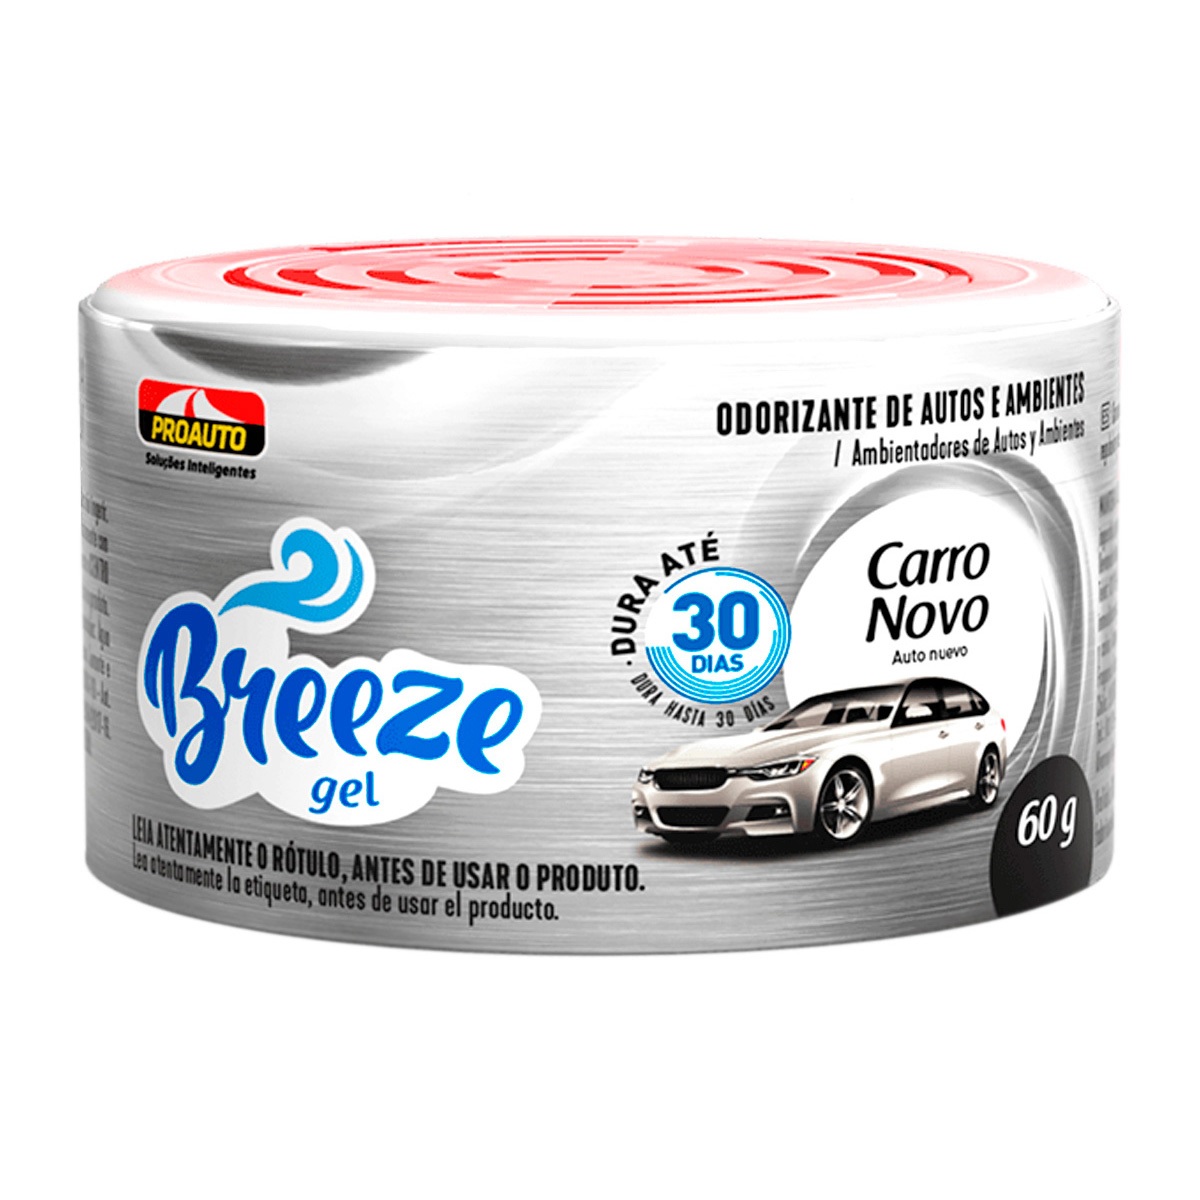 PROAUTO
Soluções Inteligentes
ODORIZANTE DE AUTOS E AMBIENTES
/ Ambientadores de Autos y Ambientes
Breeze
gel
DURA ATÉ
30
DIAS
DURA HASTA 30 DÍAS
Carro
Novo
Auto nuevo
60 g
LEIA ATENTAMENTE O RÓTULO, ANTES DE USAR O PRODUTO.
Lea atentamente la etiqueta, antes de usar el producto.